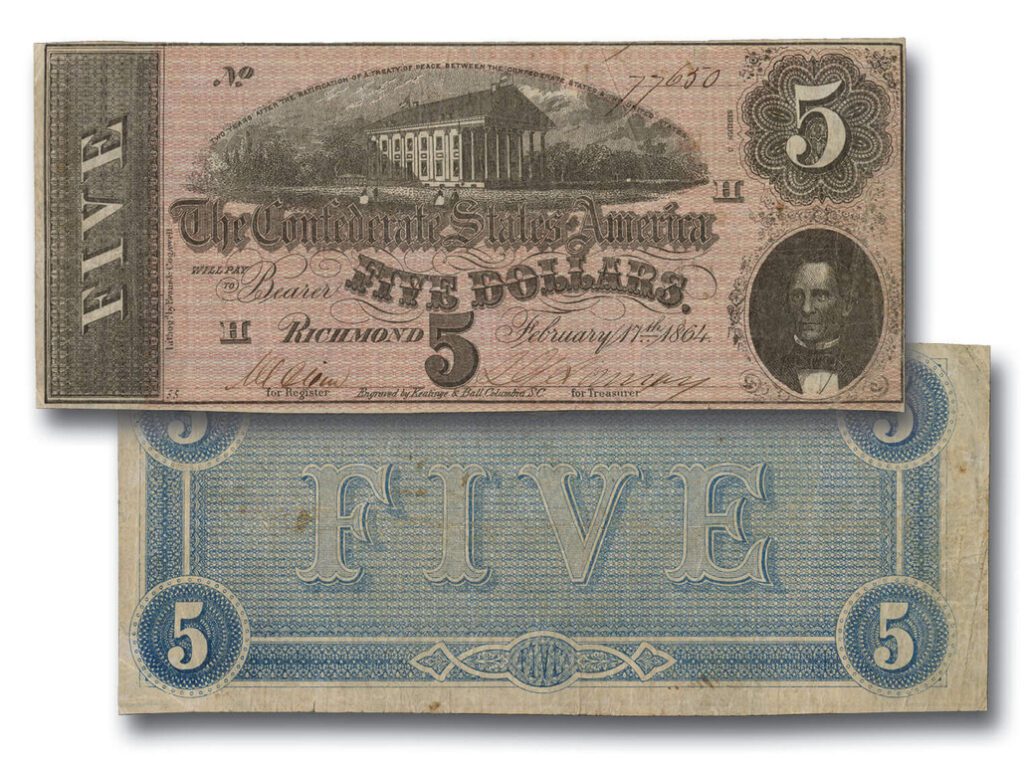 FIVE
Nº 77650
TWO YEARS AFTER THE RATIFICATION OF A TREATY OF PEACE BETWEEN THE CONFEDERATE STATES
5
H
The Confederate States of America
WILL PAY
TO Bearer FIVE DOLLARS.
H RICHMOND 5 February 17th 1864
for Register
Engraved by Keatinge & Ball, Columbia, S.C
for Treasurer
5 5
FIVE
5 FIVE 5